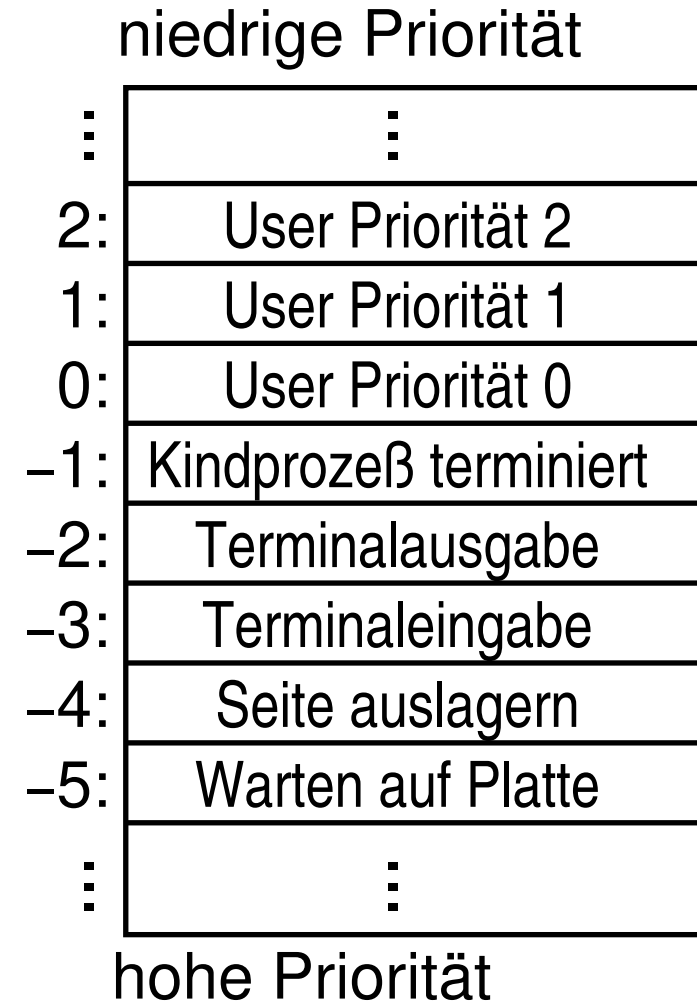 niedrige Priorität
⋮ ⋮
2: User Priorität 2
1: User Priorität 1
0: User Priorität 0
–1: Kindprozeß terminiert
–2: Terminalausgabe
–3: Terminaleingabe
–4: Seite auslagern
–5: Warten auf Platte
⋮ ⋮
hohe Priorität